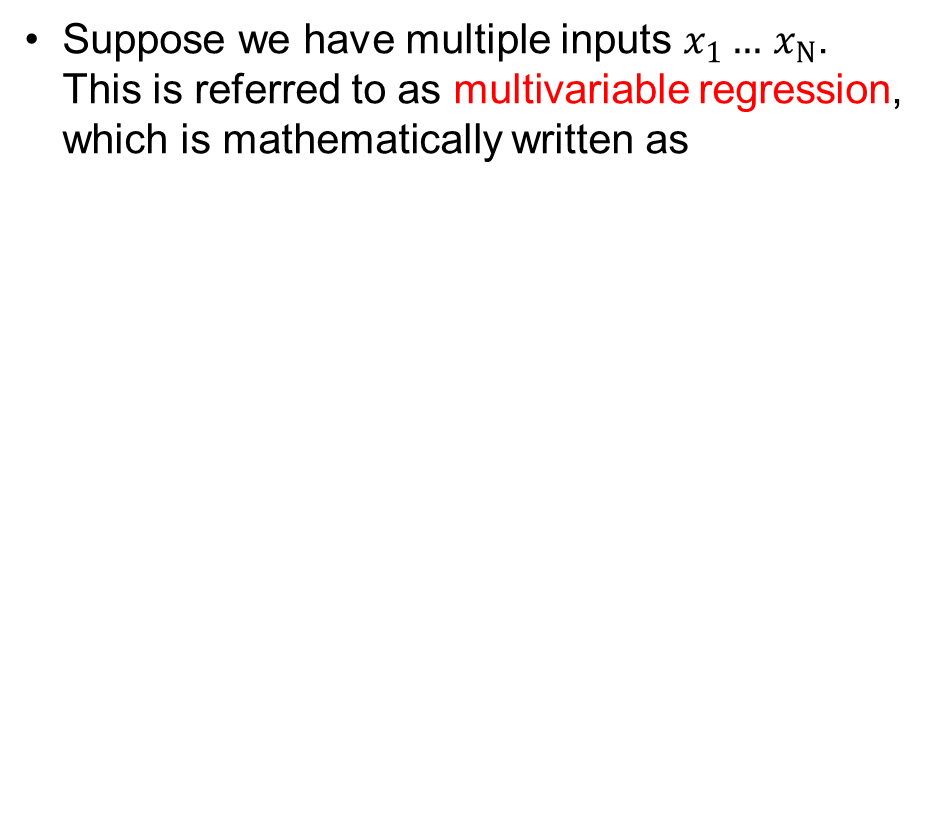 • Suppose we have multiple inputs 𝑥₁ … 𝑥ₙ.
This is referred to as multivariable regression,
which is mathematically written as